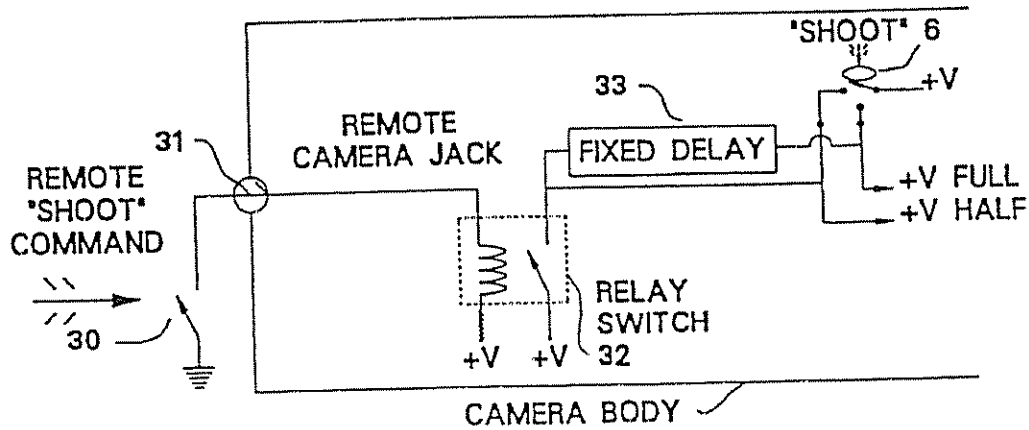 "SHOOT" 6
+V
33
FIXED DELAY
31
REMOTE
CAMERA JACK
REMOTE
"SHOOT"
COMMAND
+V FULL
+V HALF
30
RELAY
SWITCH
32
+V
+V
CAMERA BODY